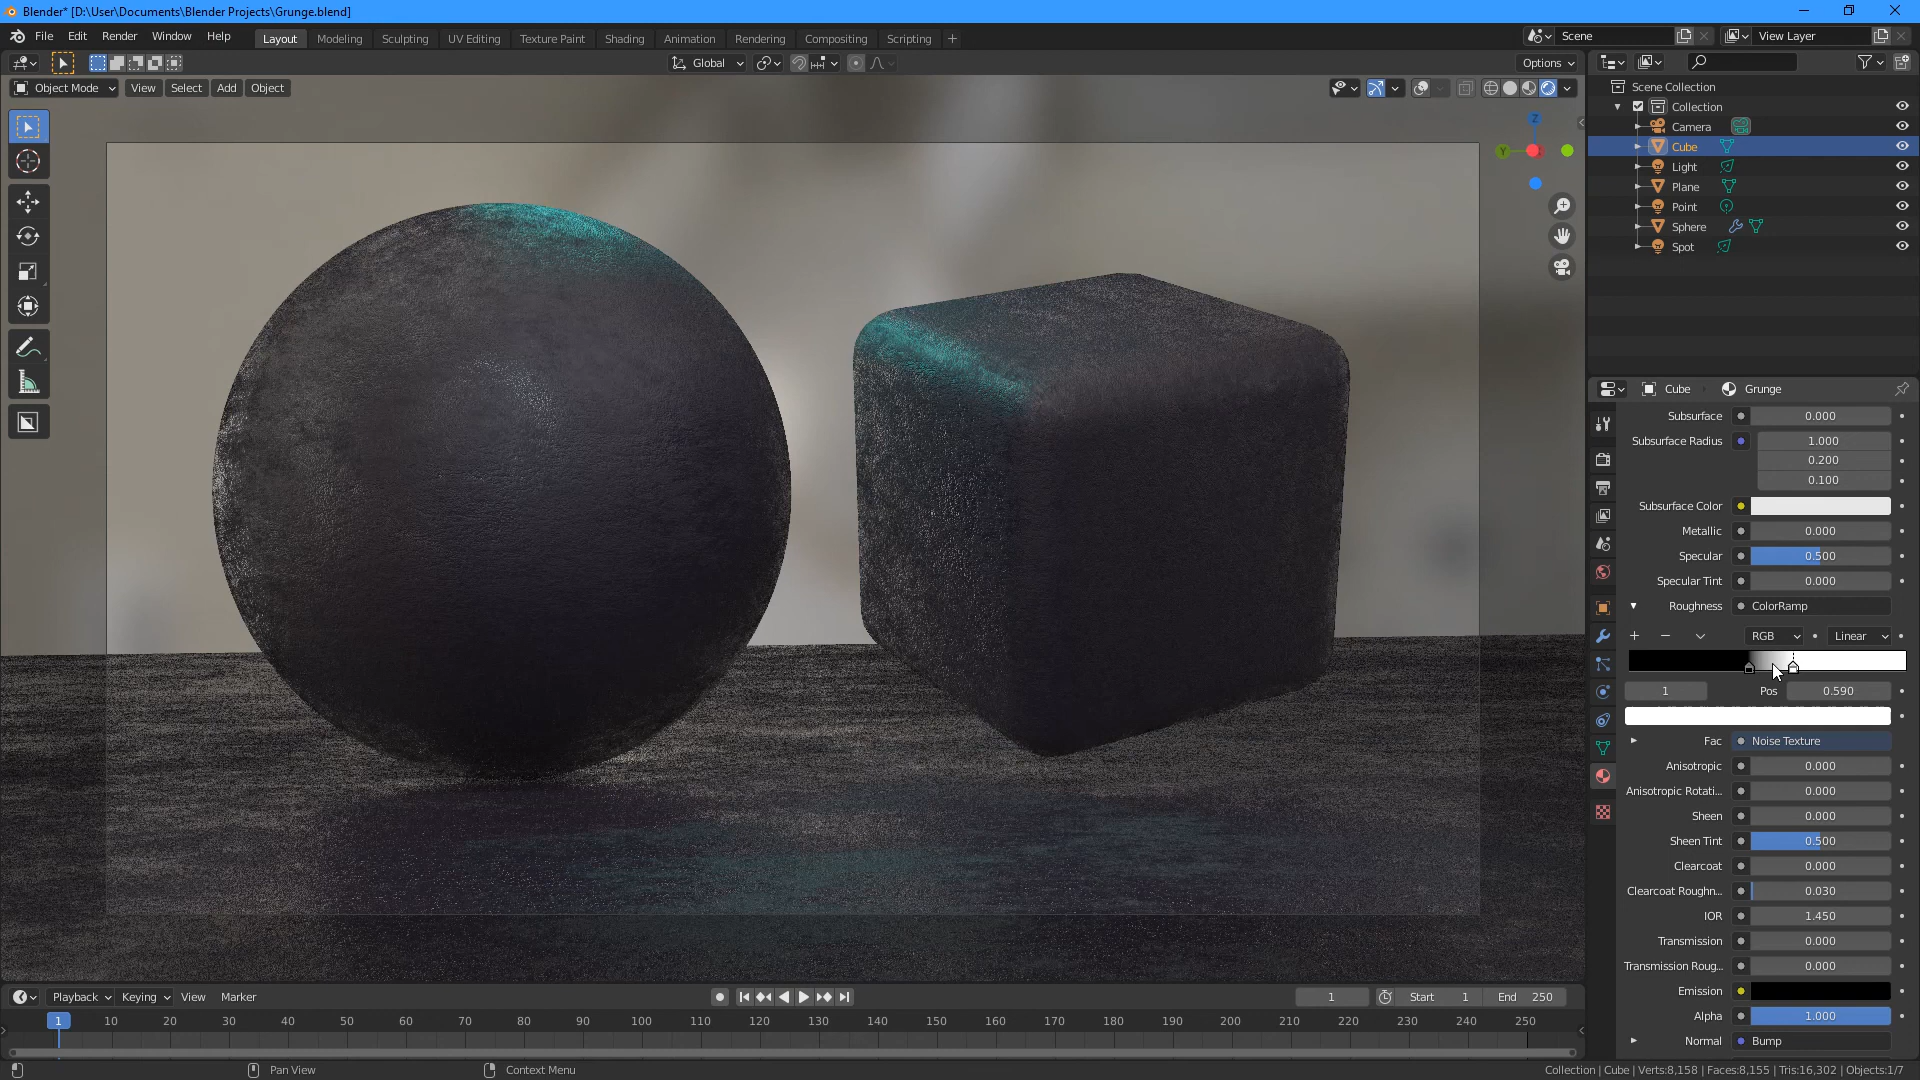 Blender* [D:\User\Documents\Blender Projects\Grunge.blend]
File Edit Render Window Help
Layout Modeling Sculpting UV Editing Texture Paint Shading Animation Rendering Compositing Scripting
Scene
View Layer
Global
Options
Object Mode View Select Add Object
Z
Y
Scene Collection
Collection
Camera
Cube
Light
Plane
Point
Sphere
Spot
Cube Grunge
Subsurface 0.000
Subsurface Radius 1.000
0.200
0.100
Subsurface Color
Metallic 0.000
Specular 0.500
Specular Tint 0.000
Roughness ColorRamp
RGB Linear
1 Pos 0.590
Fac Noise Texture
Anisotropic 0.000
Anisotropic Rotati... 0.000
Sheen 0.000
Sheen Tint 0.500
Clearcoat 0.000
Clearcoat Roughn... 0.030
IOR 1.450
Transmission 0.000
Transmission Roug... 0.000
Emission
Alpha 1.000
Normal Bump
Playback Keying View Marker
1 Start 1 End 250
1 10 20 30 40 50 60 70 80 90 100 110 120 130 140 150 160 170 180 190 200 210 220 230 240 250
Pan View Context Menu
Collection | Cube | Verts:8,158 | Faces:8,155 | Tris:16,302 | Objects:1/7